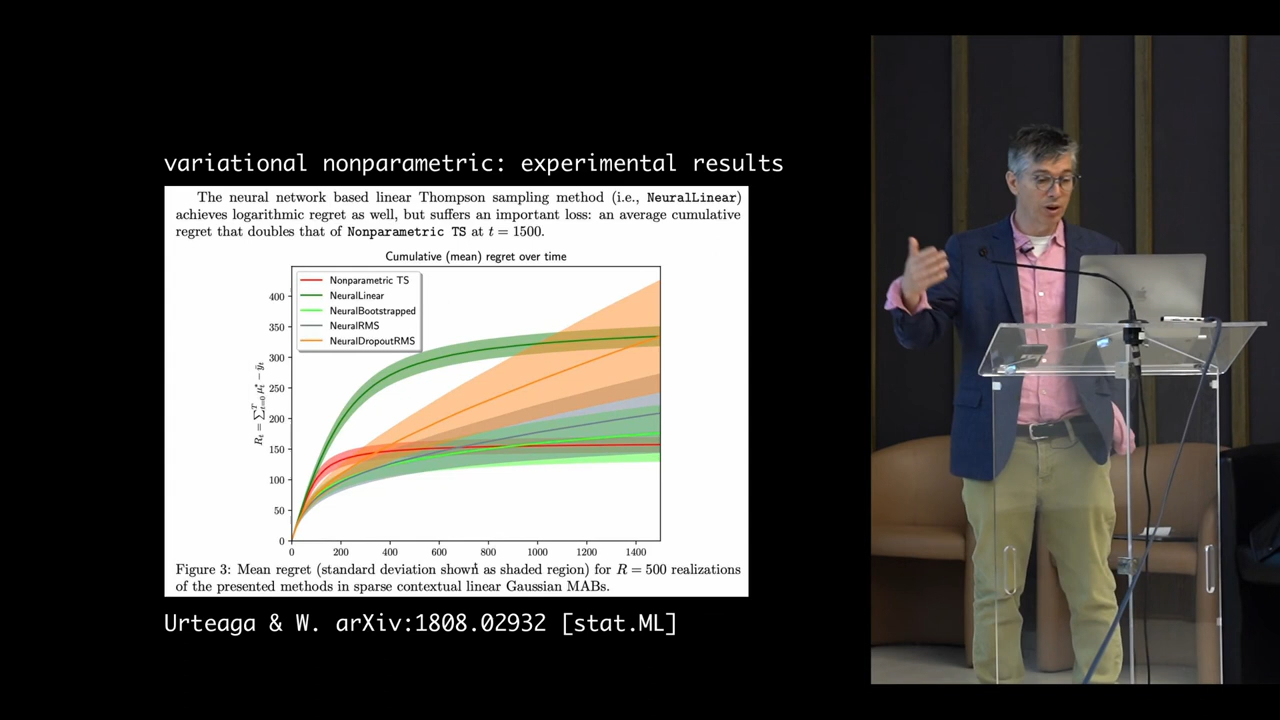 variational nonparametric: experimental results
The neural network based linear Thompson sampling method (i.e., NeuralLinear)
achieves logarithmic regret as well, but suffers an important loss: an average cumulative
regret that doubles that of Nonparametric TS at t = 1500.
Cumulative (mean) regret over time
Nonparametric TS
NeuralLinear
NeuralBootstrapped
NeuralRMS
NeuralDropoutRMS
400
350
300
250
200
150
100
50
0
R_t = ∑_{t=0}^T μ*_t − ȳ_t
0 200 400 600 800 1000 1200 1400
Figure 3: Mean regret (standard deviation shown as shaded region) for R = 500 realizations
of the presented methods in sparse contextual linear Gaussian MABs.
Urteaga & W. arXiv:1808.02932 [stat.ML]